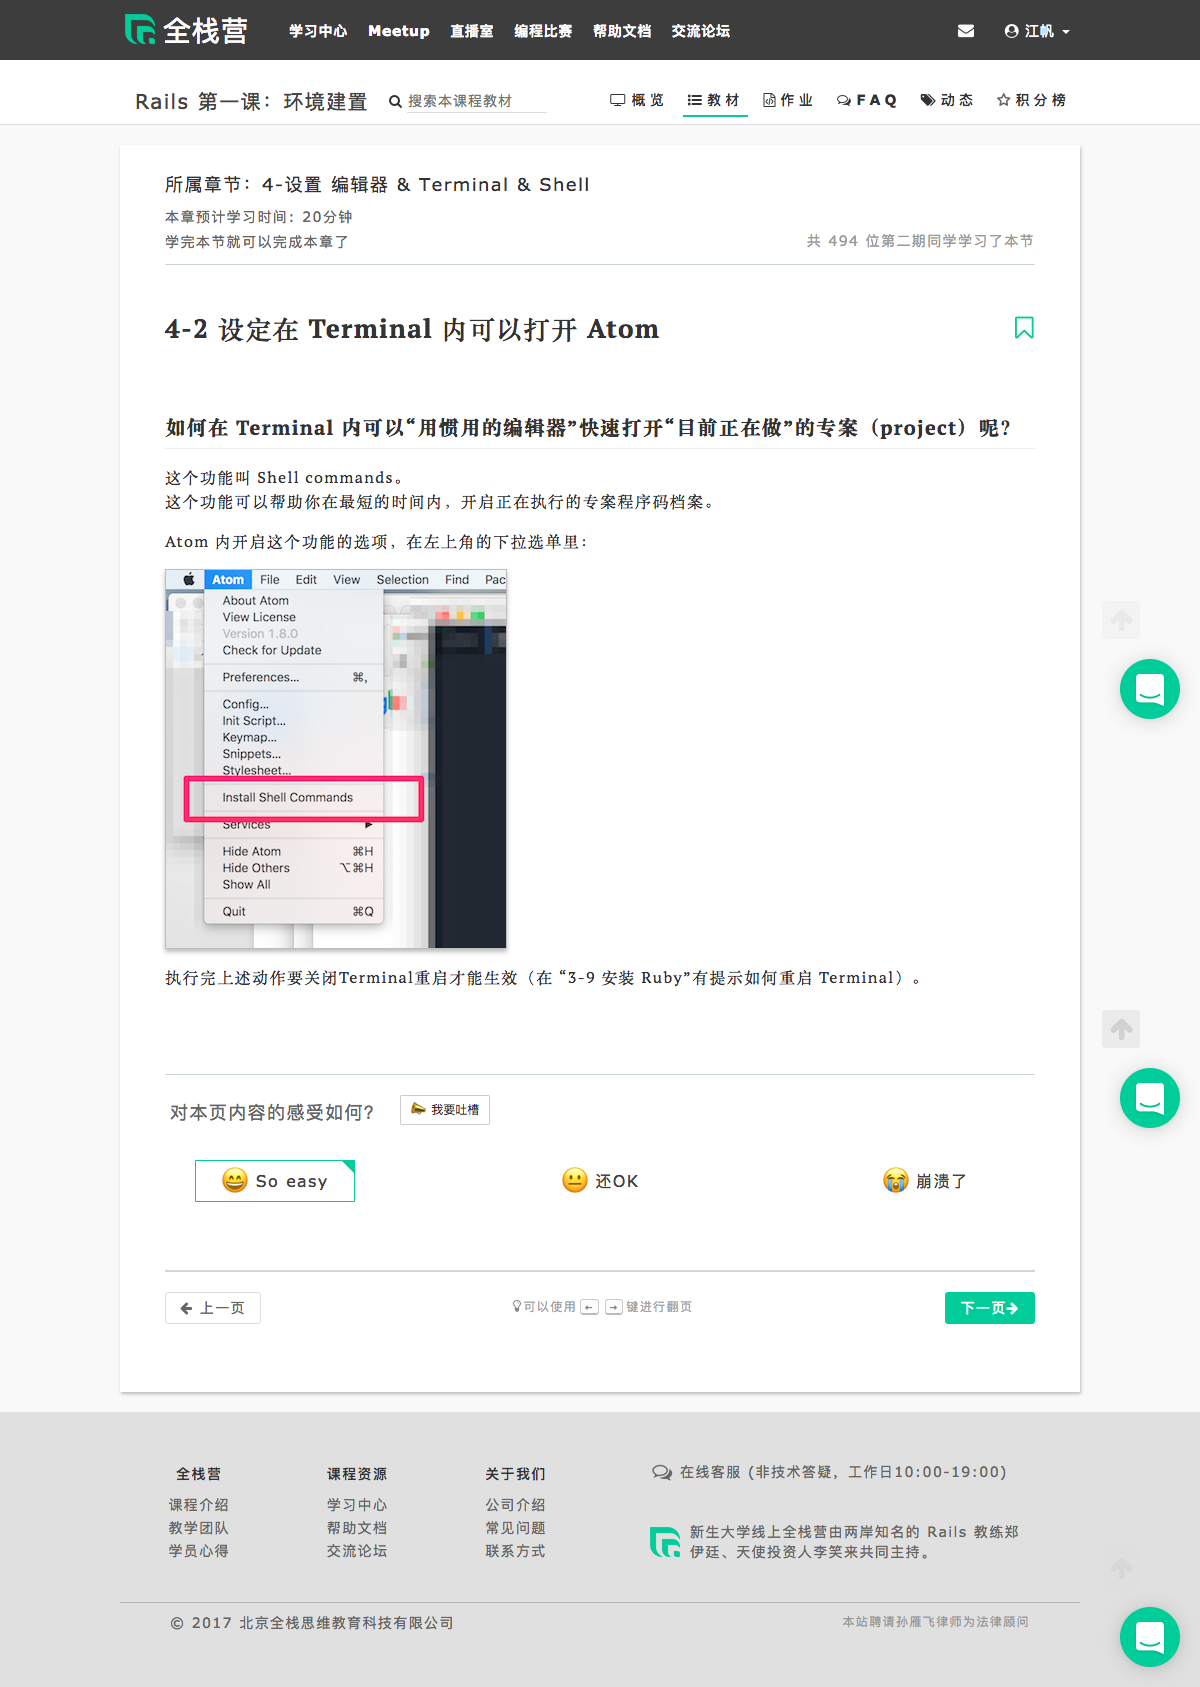 全栈营
学习中心 Meetup 直播室 编程比赛 帮助文档 交流论坛 江帆
Rails 第一课：环境建置 搜索本课程教材 概览 教材 作业 FAQ 动态 积分榜
所属章节：4-设置 编辑器 & Terminal & Shell
本章预计学习时间：20分钟
学完本节就可以完成本章了
共 494 位第二期同学学习了本节
4-2 设定在 Terminal 内可以打开 Atom
如何在 Terminal 内可以“用惯用的编辑器”快速打开“目前正在做”的专案（project）呢？
这个功能叫 Shell commands。
这个功能可以帮助你在最短的时间内，开启正在执行的专案程序码档案。
Atom 内开启这个功能的选项，在左上角的下拉选单里：
Atom File Edit View Selection Find Pac
About Atom
View License
Version 1.8.0
Check for Update
Preferences... ⌘,
Config...
Init Script...
Keymap...
Snippets...
Stylesheet...
Install Shell Commands
Services ▶
Hide Atom ⌘H
Hide Others ⌥⌘H
Show All
Quit ⌘Q
执行完上述动作要关闭Terminal重启才能生效（在 “3-9 安装 Ruby”有提示如何重启 Terminal）。
对本页内容的感受如何? 我要吐槽
So easy 还OK 崩溃了
← 上一页 可以使用 ← → 键进行翻页 下一页→
全栈营
课程介绍
教学团队
学员心得
课程资源
学习中心
帮助文档
交流论坛
关于我们
公司介绍
常见问题
联系方式
在线客服 (非技术答疑，工作日10:00-19:00)
新生大学线上全栈营由两岸知名的 Rails 教练郑
伊廷、天使投资人李笑来共同主持。
© 2017 北京全栈思维教育科技有限公司
本站聘请孙雁飞律师为法律顾问